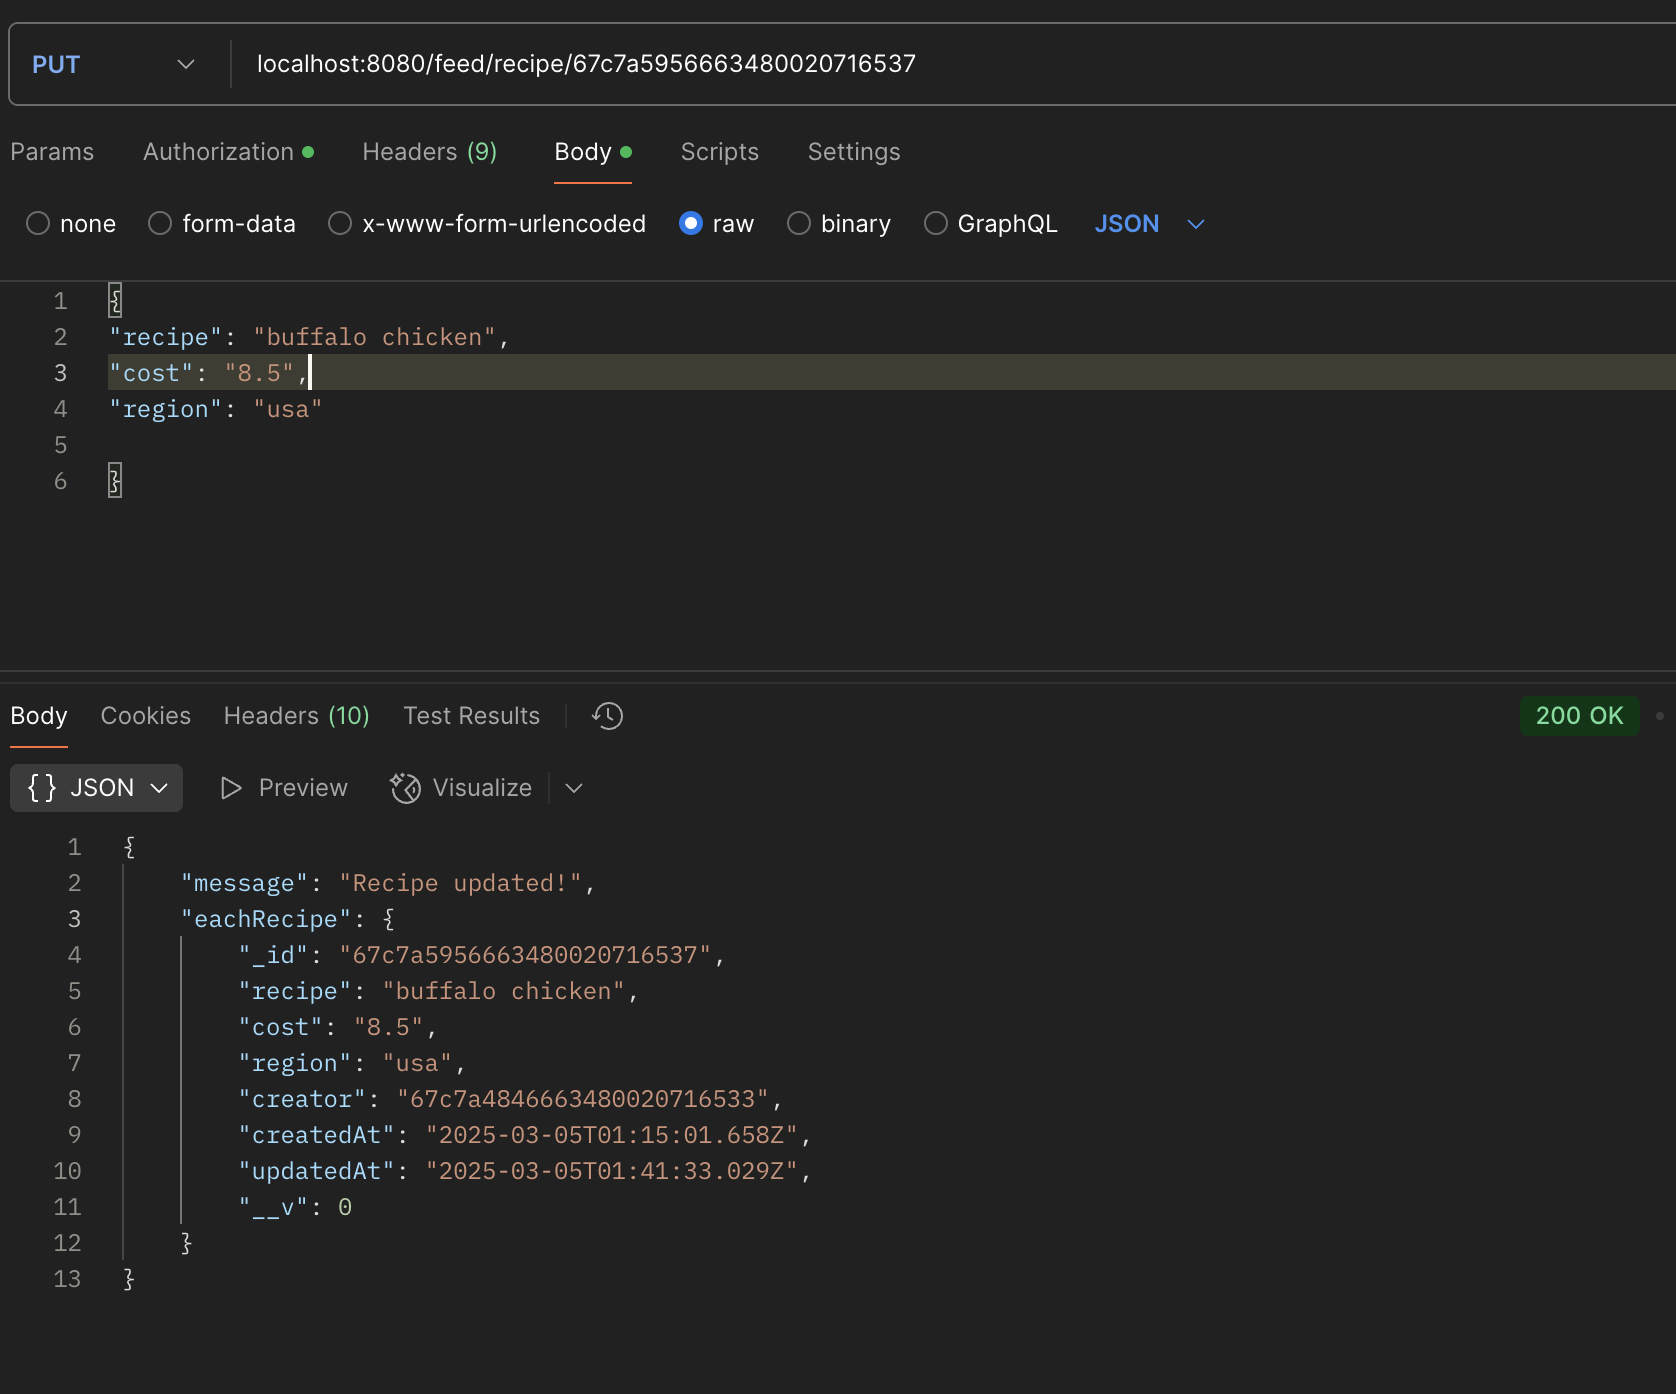 PUT localhost:8080/feed/recipe/67c7a5956663480020716537
Params Authorization Headers (9) Body Scripts Settings
none form-data x-www-form-urlencoded raw binary GraphQL JSON
1 {
2 "recipe": "buffalo chicken",
3 "cost": "8.5",
4 "region": "usa"
5
6 }
Body Cookies Headers (10) Test Results 200 OK
{} JSON Preview Visualize
1 {
2 "message": "Recipe updated!",
3 "eachRecipe": {
4 "_id": "67c7a5956663480020716537",
5 "recipe": "buffalo chicken",
6 "cost": "8.5",
7 "region": "usa",
8 "creator": "67c7a4846663480020716533",
9 "createdAt": "2025-03-05T01:15:01.658Z",
10 "updatedAt": "2025-03-05T01:41:33.029Z",
11 "__v": 0
12 }
13 }